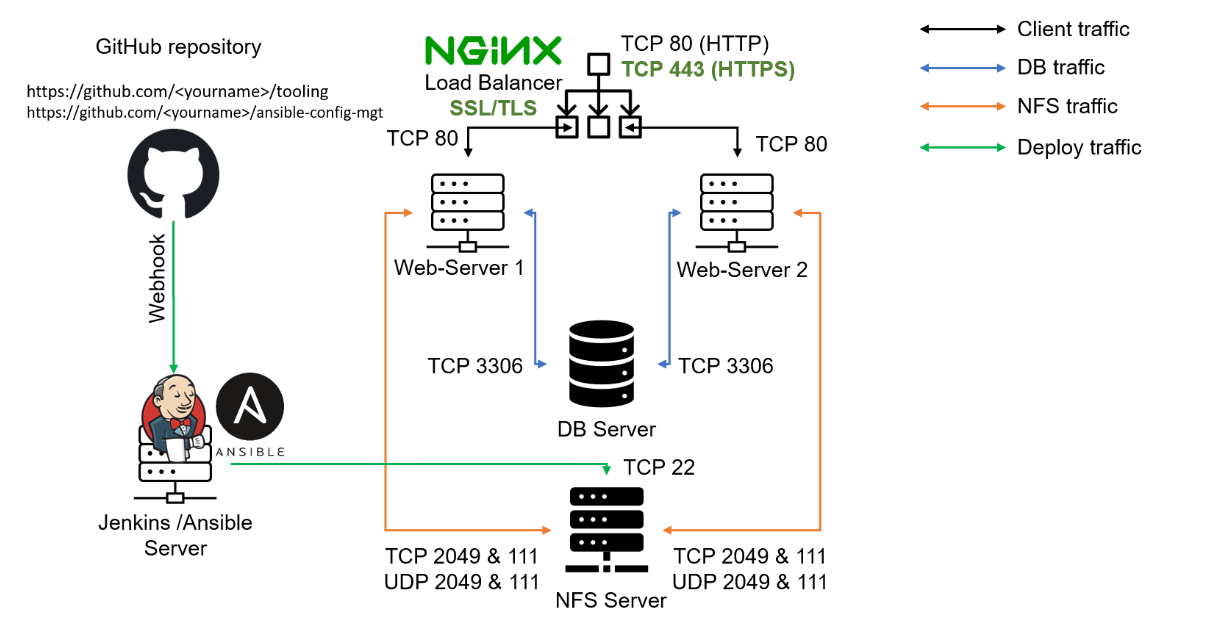 GitHub repository
https://github.com/<yourname>/tooling
https://github.com/<yourname>/ansible-config-mgt
NGiNX
Load Balancer
SSL/TLS
TCP 80 (HTTP)
TCP 443 (HTTPS)
Client traffic
DB traffic
NFS traffic
Deploy traffic
TCP 80
TCP 80
Webhook
Web-Server 1
Web-Server 2
TCP 3306
TCP 3306
DB Server
A
ANSIBLE
TCP 22
Jenkins /Ansible
Server
TCP 2049 & 111
UDP 2049 & 111
TCP 2049 & 111
UDP 2049 & 111
NFS Server